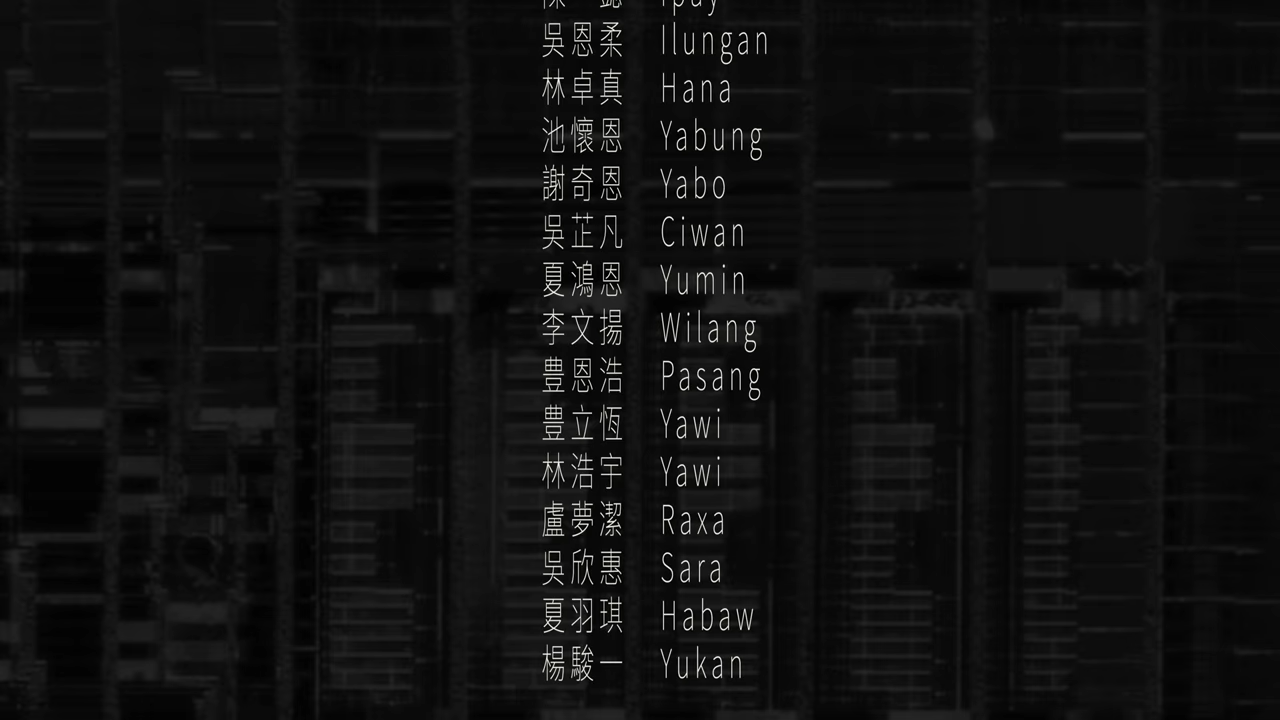 吳恩柔 Ilungan
林卓真 Hana
池懷恩 Yabung
謝奇恩 Yabo
吳芷凡 Ciwan
夏鴻恩 Yumin
李文揚 Wilang
豊恩浩 Pasang
豊立恆 Yawi
林浩宇 Yawi
盧夢潔 Raxa
吳欣惠 Sara
夏羽琪 Habaw
楊駿一 Yukan